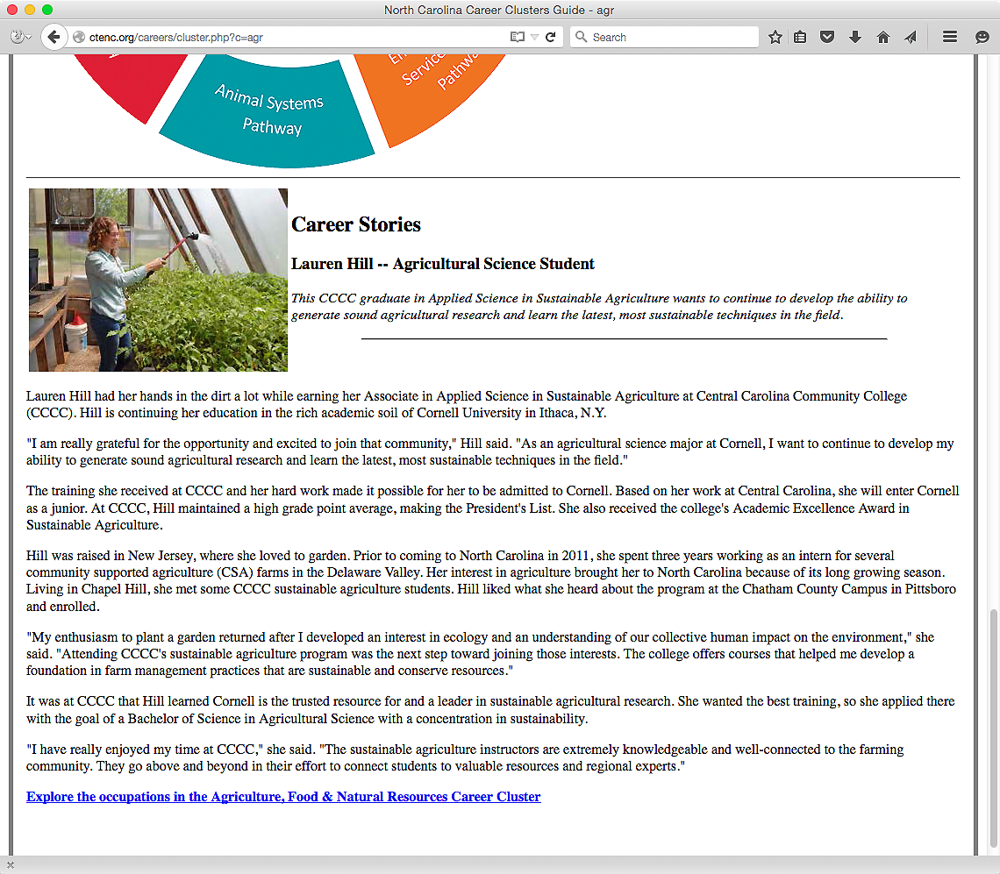 North Carolina Career Clusters Guide - agr
ctenc.org/careers/cluster.php?c=agr
Search
Services
Animal Systems
Pathway
Career Stories
Lauren Hill -- Agricultural Science Student
This CCCC graduate in Applied Science in Sustainable Agriculture wants to continue to develop the ability to
generate sound agricultural research and learn the latest, most sustainable techniques in the field.
Lauren Hill had her hands in the dirt a lot while earning her Associate in Applied Science in Sustainable Agriculture at Central Carolina Community College
(CCCC). Hill is continuing her education in the rich academic soil of Cornell University in Ithaca, N.Y.
"I am really grateful for the opportunity and excited to join that community," Hill said. "As an agricultural science major at Cornell, I want to continue to develop my
ability to generate sound agricultural research and learn the latest, most sustainable techniques in the field."
The training she received at CCCC and her hard work made it possible for her to be admitted to Cornell. Based on her work at Central Carolina, she will enter Cornell
as a junior. At CCCC, Hill maintained a high grade point average, making the President's List. She also received the college's Academic Excellence Award in
Sustainable Agriculture.
Hill was raised in New Jersey, where she loved to garden. Prior to coming to North Carolina in 2011, she spent three years working as an intern for several
community supported agriculture (CSA) farms in the Delaware Valley. Her interest in agriculture brought her to North Carolina because of its long growing season.
Living in Chapel Hill, she met some CCCC sustainable agriculture students. Hill liked what she heard about the program at the Chatham County Campus in Pittsboro
and enrolled.
"My enthusiasm to plant a garden returned after I developed an interest in ecology and an understanding of our collective human impact on the environment," she
said. "Attending CCCC's sustainable agriculture program was the next step toward joining those interests. The college offers courses that helped me develop a
foundation in farm management practices that are sustainable and conserve resources."
It was at CCCC that Hill learned Cornell is the trusted resource for and a leader in sustainable agricultural research. She wanted the best training, so she applied there
with the goal of a Bachelor of Science in Agricultural Science with a concentration in sustainability.
"I have really enjoyed my time at CCCC," she said. "The sustainable agriculture instructors are extremely knowledgeable and well-connected to the farming
community. They go above and beyond in their effort to connect students to valuable resources and regional experts."
Explore the occupations in the Agriculture, Food & Natural Resources Career Cluster